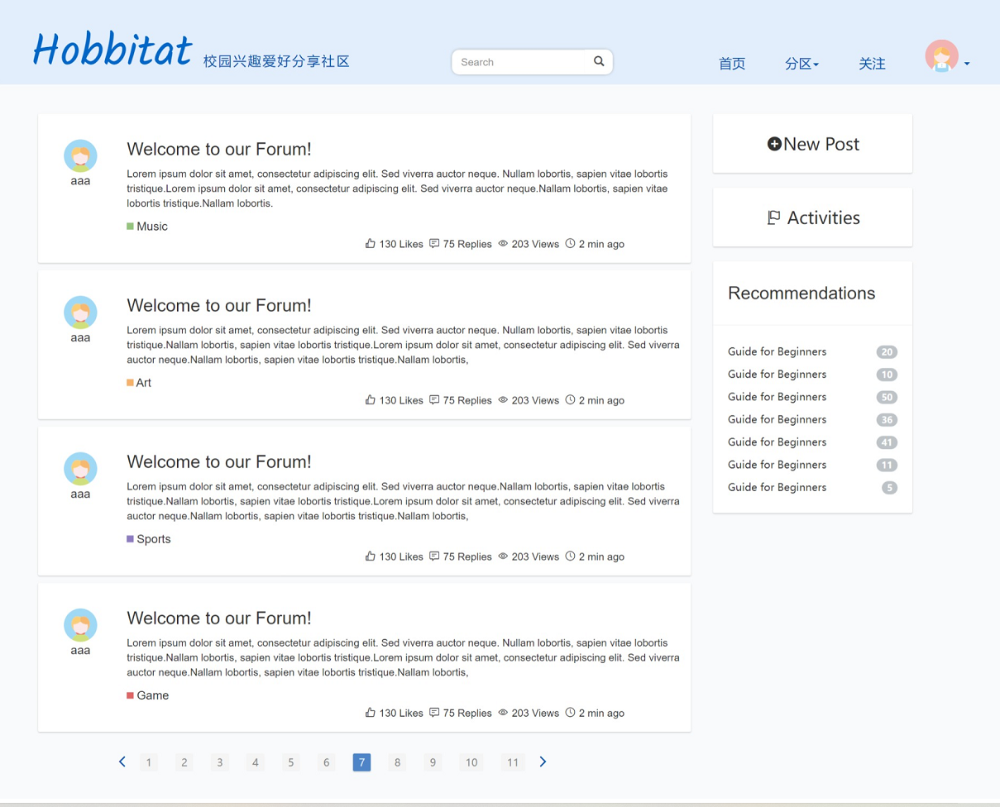 Hobbitat 校园兴趣爱好分享社区
Search
首页 分区 关注
Welcome to our Forum!
aaa
Lorem ipsum dolor sit amet, consectetur adipiscing elit. Sed viverra auctor neque. Nullam lobortis, sapien vitae lobortis
tristique.Lorem ipsum dolor sit amet, consectetur adipiscing elit. Sed viverra auctor neque.Nallam lobortis, sapien vitae
lobortis tristique.Nallam lobortis.
Music
130 Likes 75 Replies 203 Views 2 min ago
Welcome to our Forum!
aaa
Lorem ipsum dolor sit amet, consectetur adipiscing elit. Sed viverra auctor neque. Nullam lobortis, sapien vitae lobortis
tristique.Nallam lobortis, sapien vitae lobortis tristique.Lorem ipsum dolor sit amet, consectetur adipiscing elit. Sed viverra
auctor neque.Nallam lobortis, sapien vitae lobortis tristique.Nallam lobortis,
Art
130 Likes 75 Replies 203 Views 2 min ago
Welcome to our Forum!
aaa
Lorem ipsum dolor sit amet, consectetur adipiscing elit. Sed viverra auctor neque.Nallam lobortis, sapien vitae lobortis
tristique.Nallam lobortis, sapien vitae lobortis tristique.Lorem ipsum dolor sit amet, consectetur adipiscing elit. Sed viverra
auctor neque.Nallam lobortis, sapien vitae lobortis tristique.Nallam lobortis,
Sports
130 Likes 75 Replies 203 Views 2 min ago
Welcome to our Forum!
aaa
Lorem ipsum dolor sit amet, consectetur adipiscing elit. Sed viverra auctor neque. Nullam lobortis, sapien vitae lobortis
tristique.Nallam lobortis, sapien vitae lobortis tristique.Lorem ipsum dolor sit amet, consectetur adipiscing elit. Sed viverra
auctor neque.Nallam lobortis, sapien vitae lobortis tristique.Nallam lobortis,
Game
130 Likes 75 Replies 203 Views 2 min ago
1 2 3 4 5 6 7 8 9 10 11
New Post
Activities
Recommendations
Guide for Beginners 20
Guide for Beginners 10
Guide for Beginners 50
Guide for Beginners 36
Guide for Beginners 41
Guide for Beginners 11
Guide for Beginners 5